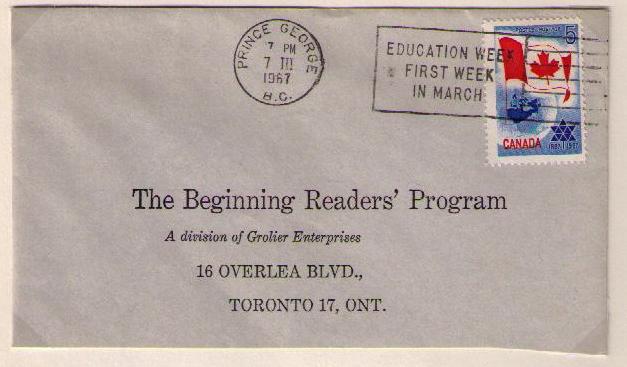 PRINCE GEORGE
7 PM
7 III
1967
B.C.
EDUCATION WEEK
FIRST WEEK
IN MARCH
5
CANADA
1867 1967
The Beginning Readers' Program
A division of Grolier Enterprises
16 OVERLEA BLVD.,
TORONTO 17, ONT.